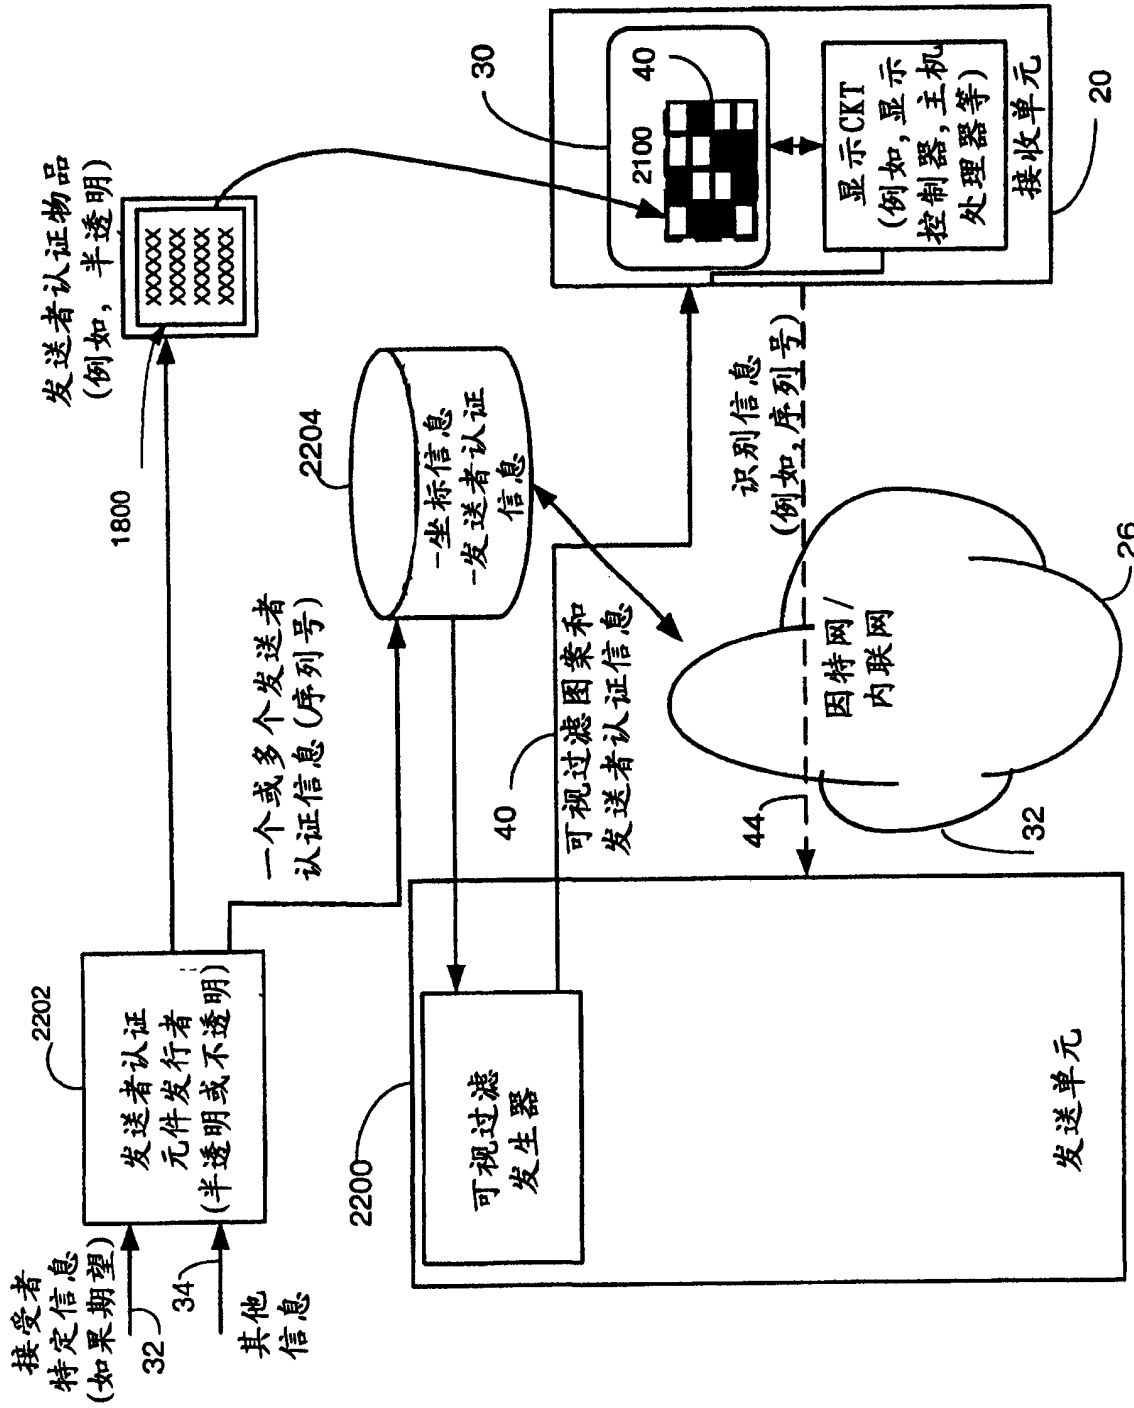 接受者
特定信息
(如果期望)
32
34
其他
信息
2202
发送者认证
元件发行者
(半透明或不透明)
1800
发送者认证物品
(例如，半透明)
XXXXX
XXXXX
XXXXX
XXXXX
一个或多个发送者
认证信息(序列号)
2204
-坐标信息
-发送者认证
信息
30
2100
40
显示CKT
(例如,显示
控制器,主机
处理器等)
接收单元
20
2200
可视过滤
发生器
发送单元
40
可视过滤图案和
发送者认证信息
识别信息
(例如,序列号)
44
因特网/
内联网
32
26